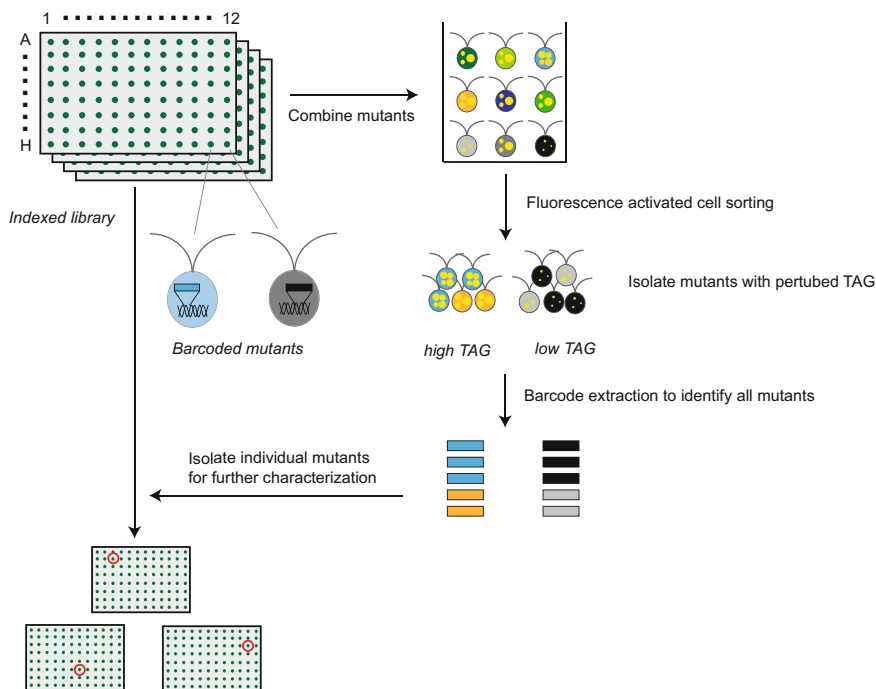 1 12
A
H
Combine mutants
Indexed library
Fluorescence activated cell sorting
Isolate mutants with pertubed TAG
Barcoded mutants
high TAG
low TAG
Barcode extraction to identify all mutants
Isolate individual mutants
for further characterization